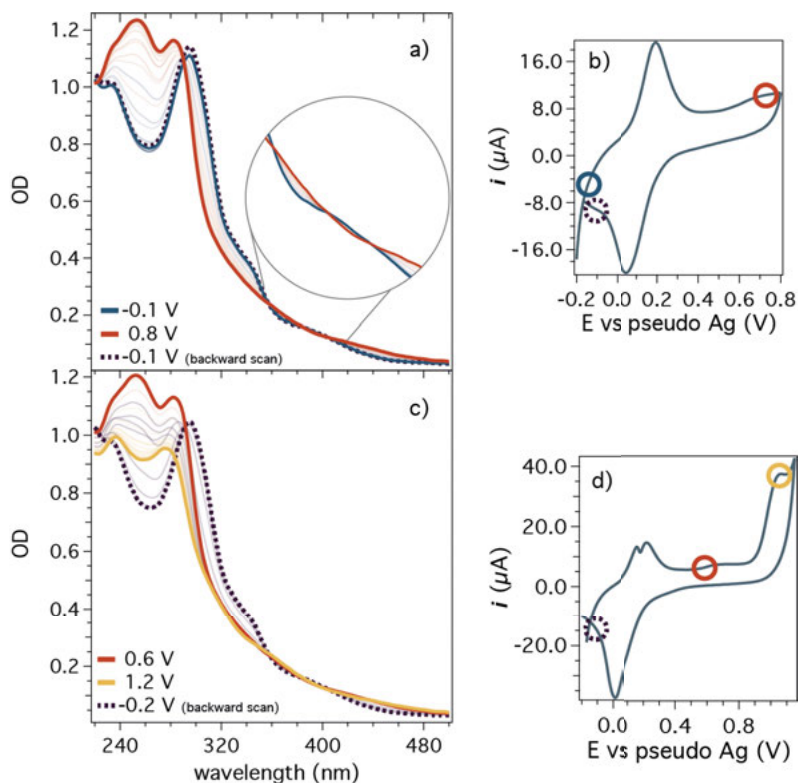 a)
1.2
1.0
0.8
0.6
0.4
0.2
OD
-0.1 V
0.8 V
-0.1 V (backward scan)
b)
16.0
8.0
0.0
-8.0
-16.0
i (µA)
-0.2 0.0 0.2 0.4 0.6 0.8
E vs pseudo Ag (V)
c)
1.2
1.0
0.8
0.6
0.4
0.2
OD
0.6 V
1.2 V
-0.2 V (backward scan)
240 320 400 480
wavelength (nm)
d)
40.0
20.0
0.0
-20.0
i (µA)
0.0 0.4 0.8
E vs pseudo Ag (V)